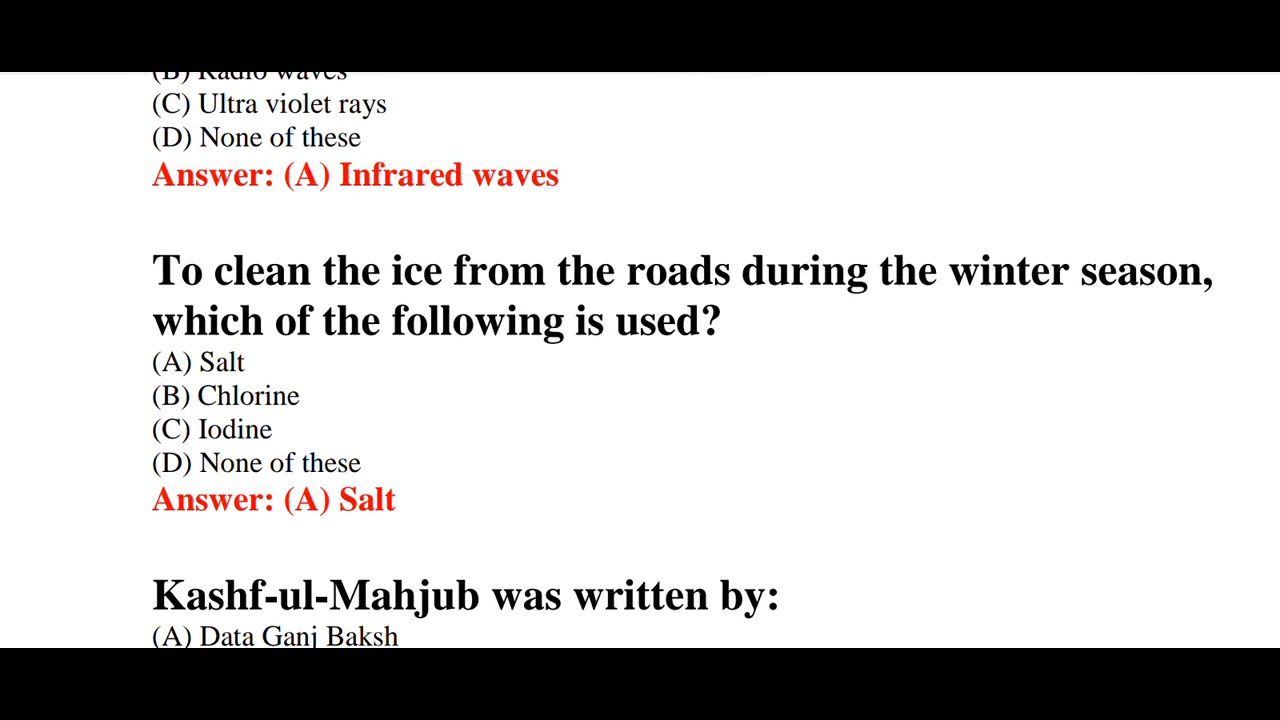 (B) Radio waves
(C) Ultra violet rays
(D) None of these
Answer: (A) Infrared waves
To clean the ice from the roads during the winter season,
which of the following is used?
(A) Salt
(B) Chlorine
(C) Iodine
(D) None of these
Answer: (A) Salt
Kashf-ul-Mahjub was written by:
(A) Data Ganj Baksh